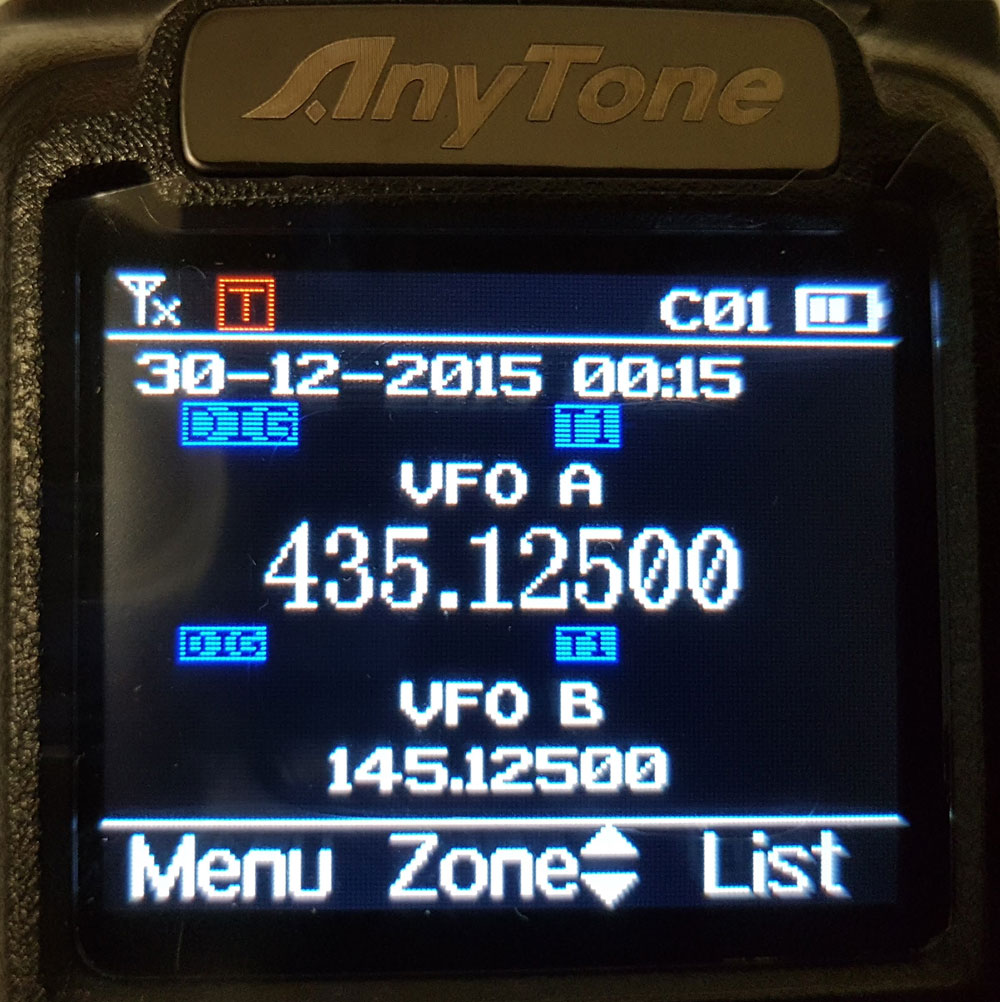 AnyTone
Tx T C01
30-12-2015 00:15
DIG T1
VFO A
435.12500
DIG T1
VFO B
145.12500
Menu Zone List